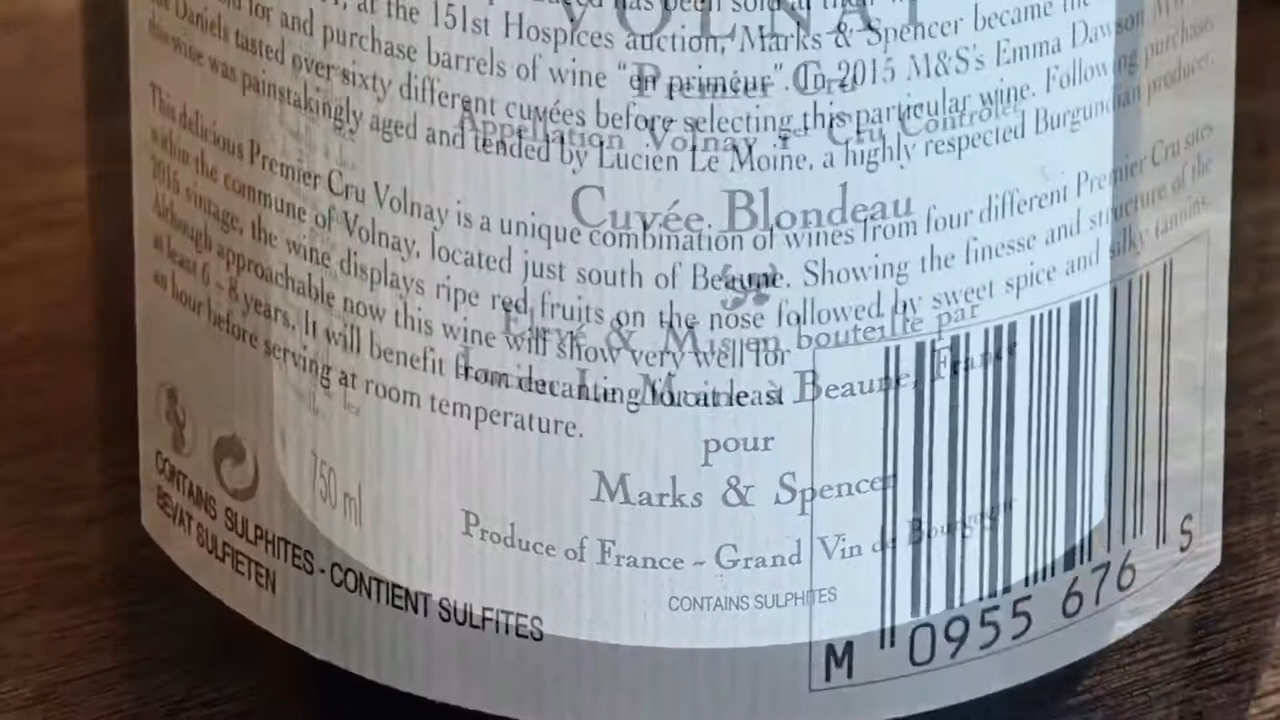 has been sold at
at the 151st Hospices auction, Marks & Spencer became the
for and purchase barrels of wine "en primeur". In 2015 M&S's Emma Dawson
Daniels tasted over sixty different cuvées before selecting this particular wine. Following purchase,
this wine was painstakingly aged and tended by Lucien Le Moine, a highly respected Burgundian producer.
This delicious Premier Cru Volnay is a unique combination of wines from four different Premier Cru sites
within the commune of Volnay, located just south of Beaune. Showing the finesse and structure of the
2015 vintage, the wine displays ripe red fruits on the nose followed by sweet spice and silky tannins.
Although approachable now this wine will show very well for
at least 6 - 8 years. It will benefit from decanting for at least
an hour before serving at room temperature.
VOLNAY
Premier Cru
Appellation Volnay 1er Cru Contrôlée
Cuvée Blondeau
Elevé & Mis en bouteille par
Lucien Le Moine à Beaune, France
pour
Marks & Spencer
Produce of France ~ Grand Vin de Bourgogne
CONTAINS SULPHITES
750 ml
CONTAINS SULPHITES - CONTIENT SULFITES
BEVAT SULFIETEN
M 0955 676 S